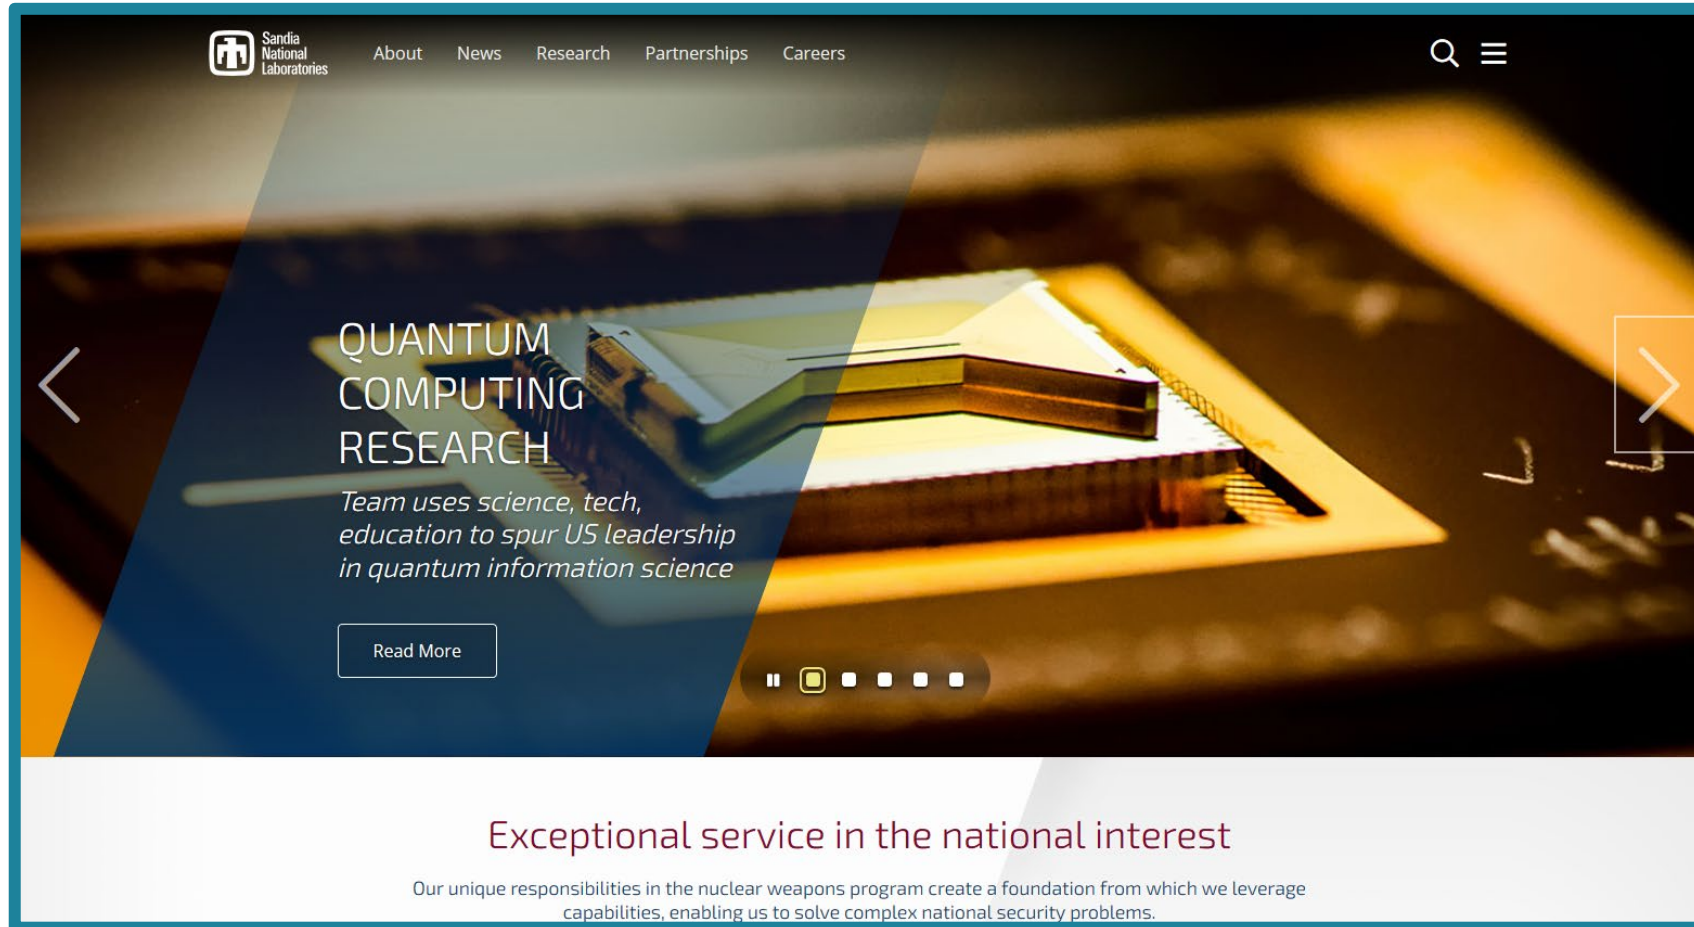 Sandia
National
Laboratories
About
News
Research
Partnerships
Careers
QUANTUM
COMPUTING
RESEARCH
Team uses science, tech,
education to spur US leadership
in quantum information science
Read More
Exceptional service in the national interest
Our unique responsibilities in the nuclear weapons program create a foundation from which we leverage
capabilities, enabling us to solve complex national security problems.